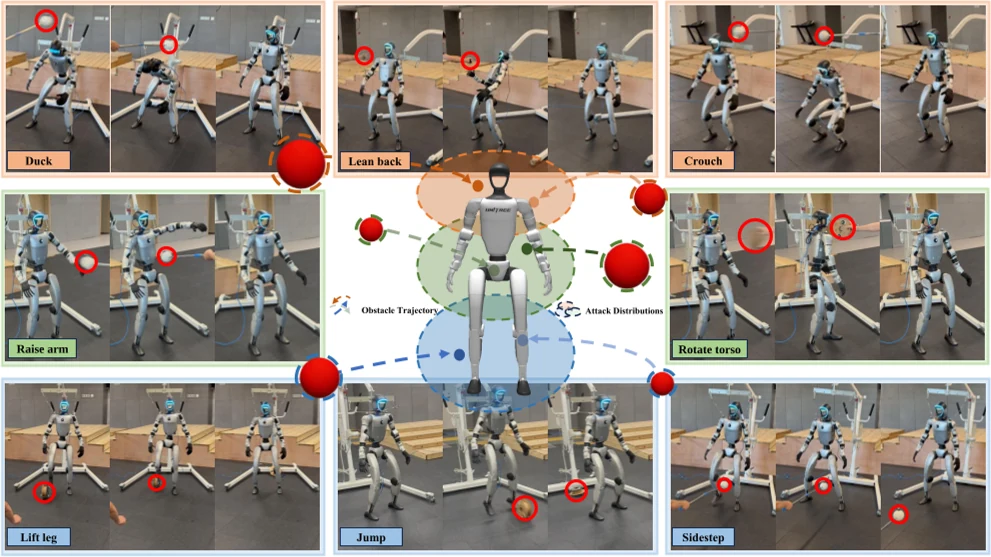 Duck
Lean back
Crouch
Raise arm
Obstacle Trajectory
Attack Distributions
Rotate torso
Lift leg
Jump
Sidestep